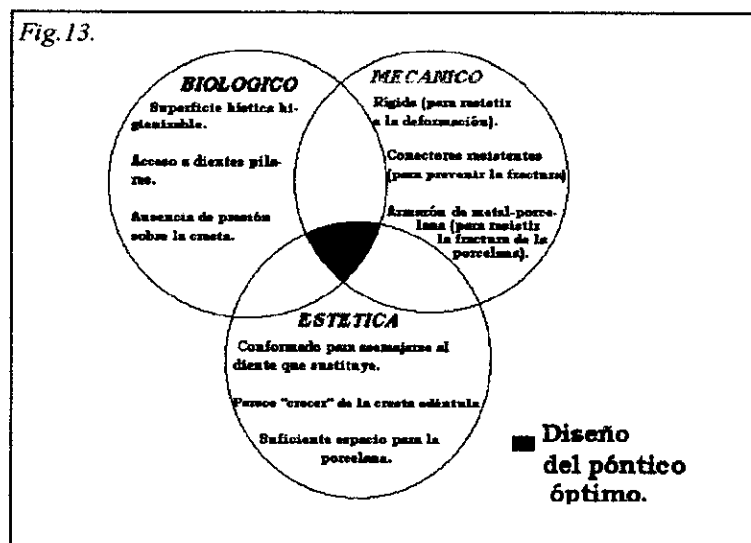 Fig.13.
BIOLOGICO
Superficie hística hi-
gienizable.
Acceso a dientes pila-
res.
Ausencia de presión
sobre la cresta.
MECANICO
Rígida (para resistir
a la deformación).
Conectores resistentes
(para prevenir la fractura)
Armazón de metal-porce-
lana (para resistir
la fractura de la
porcelana).
ESTETICA
Conformado para asemejarse al
diente que sustituye.
Parece "crecer" de la cresta edéntula
Suficiente espacio para la
porcelana.
Diseño
del póntico
óptimo.